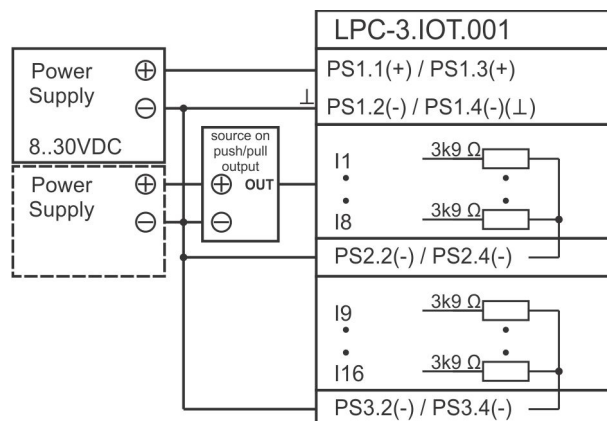 LPC-3.IOT.001
Power Supply
8..30VDC
⊕
⊖
⊥
PS1.1(+) / PS1.3(+)
PS1.2(-) / PS1.4(-)(⊥)
Power Supply
⊕
⊖
source on
push/pull
output
⊕ OUT
⊖
I1
3k9 Ω
I8
3k9 Ω
PS2.2(-) / PS2.4(-)
I9
3k9 Ω
I16
3k9 Ω
PS3.2(-) / PS3.4(-)